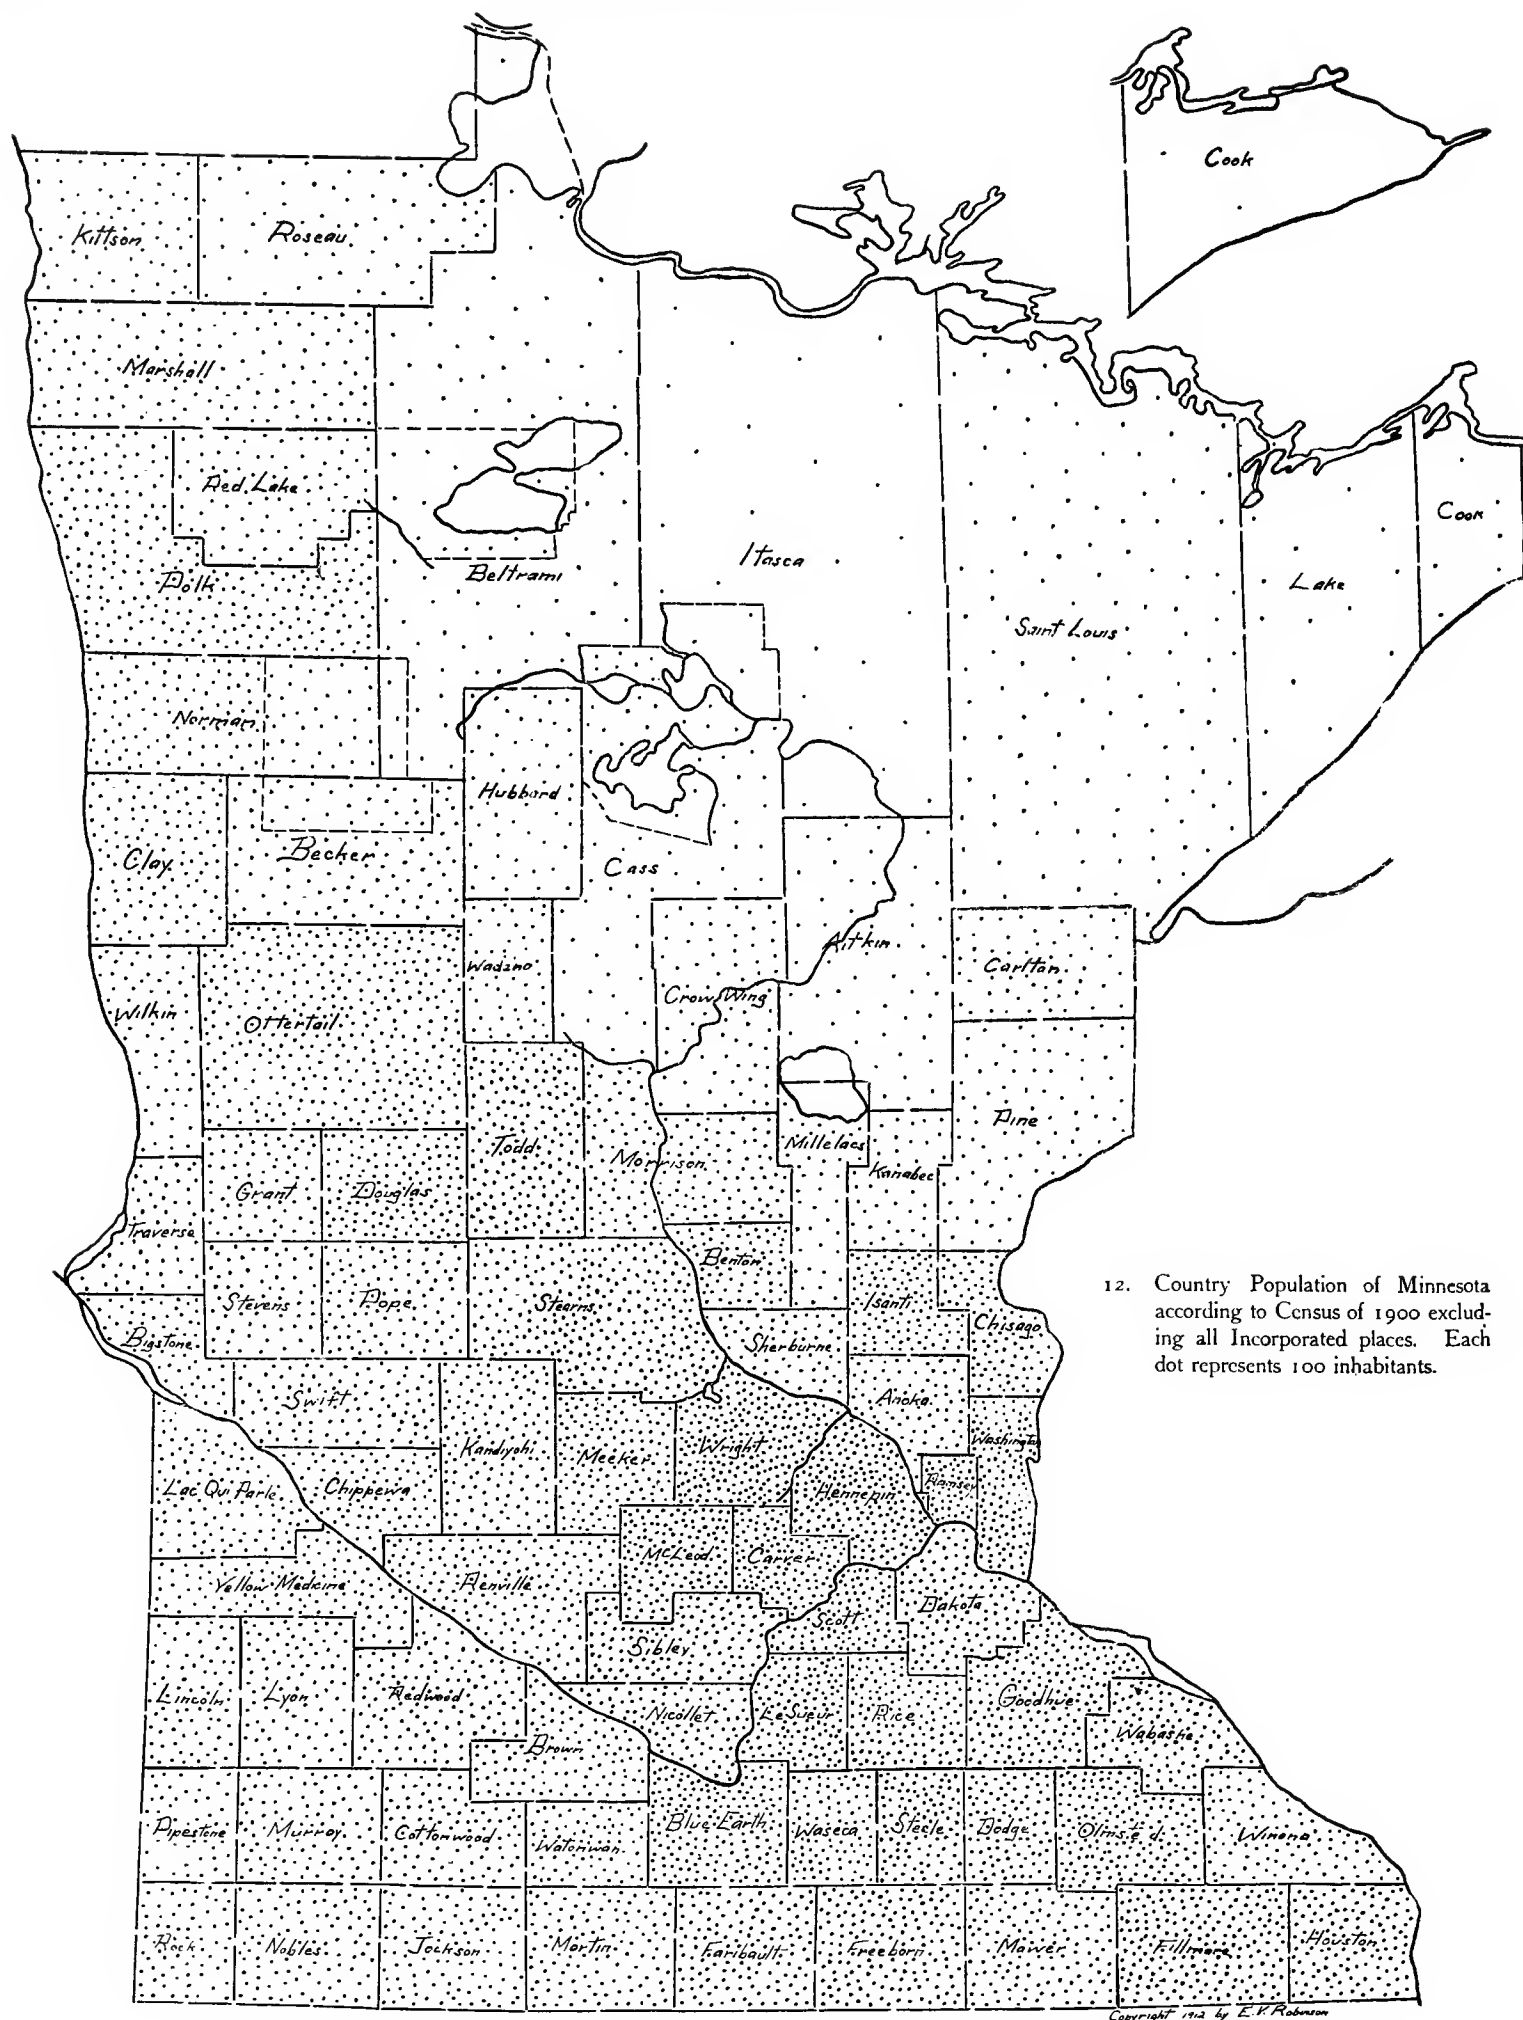 Cook
Kittson
Roseau
Marshall
Red Lake
Cook
Itasca
Polk
Beltrami
Lake
Saint Louis
Norman
Hubbard
Becker
Clay
Cass
Aitkin
Wadena
Carltan
Crow Wing
Wilkin
Ottertail
Pine
Todd
Millelacs
Morrison
Kanabec
Grant
Douglas
Traverse
Benton
12. Country Population of Minnesota
according to Census of 1900 exclud-
ing all Incorporated places. Each
dot represents 100 inhabitants.
Stevens
Pope
Stearns
Isanti
Chisago
Bigstone
Sherburne
Swift
Anoka
Kandiyohi
Meeker
Wright
Washington
Lac Qui Parle
Chippewa
Hennepin
Ramsey
McLeod
Carver
Yellow Medicine
Renville
Dakota
Scott
Sibley
Lincoln
Lyon
Redwood
Nicollet
LeSueur
Rice
Goodhue
Brown
Wabasha
Pipestone
Murray
Cottonwood
Watonwan
Blue Earth
Waseca
Steele
Dodge
Olmsted
Winona
Rock
Nobles
Jackson
Martin
Faribault
Freeborn
Mower
Fillmore
Houston
Copyright 1912 by E.V. Robinson